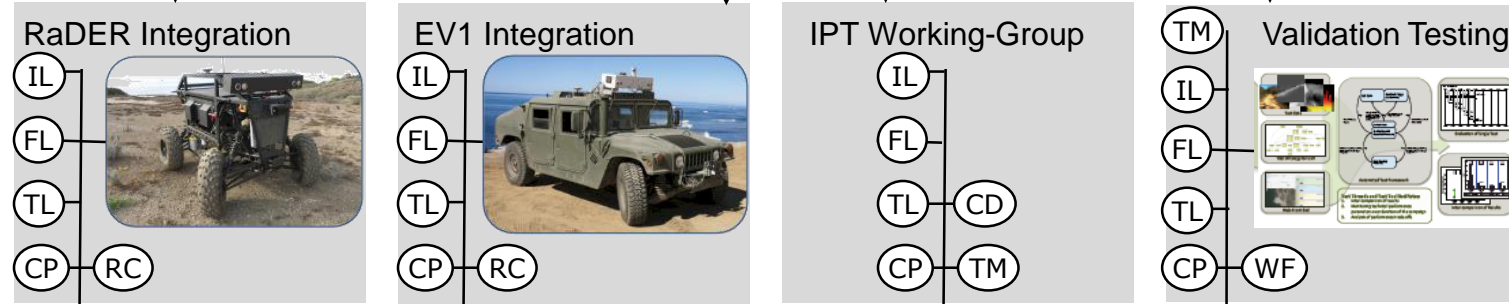 RaDER Integration
IL
FL
TL
CP RC
EV1 Integration
IL
FL
TL
CP RC
IPT Working-Group
IL
FL
TL CD
CP TM
TM Validation Testing
IL
FL
TL
CP WF